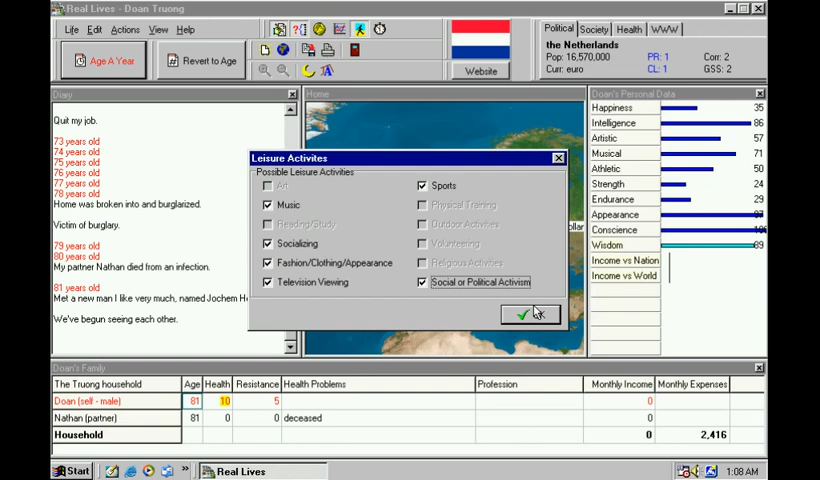 Real Lives - Doan Truong
Life Edit Actions View Help
Age A Year
Revert to Age
Website
Political Society Health WWW
the Netherlands
Pop: 16,570,000 PR: 1 Corr: 2
Curr: euro CL: 1 GSS: 2
Diary
Quit my job.
73 years old
74 years old
75 years old
76 years old
77 years old
78 years old
Home was broken into and burglarized.
Victim of burglary.
79 years old
80 years old
My partner Nathan died from an infection.
81 years old
Met a new man I like very much, named Jochem
We've begun seeing each other.
Home
Leisure Activites
Possible Leisure Activities
Art
Music
Reading/Study
Socializing
Fashion/Clothing/Appearance
Television Viewing
Sports
Physical Training
Outdoor Activities
Volunteering
Religious Activities
Social or Political Activism
Doan's Personal Data
Happiness 35
Intelligence 86
Artistic 57
Musical 71
Athletic 50
Strength 24
Endurance 29
Appearance
Conscience
Wisdom
Income vs Nation
Income vs World
Doan's Family
The Truong household Age Health Resistance Health Problems Profession Monthly Income Monthly Expenses
Doan (self - male) 81 10 5 0
Nathan (partner) 81 0 0 deceased 0
Household 0 2,416
Start
Real Lives
1:08 AM